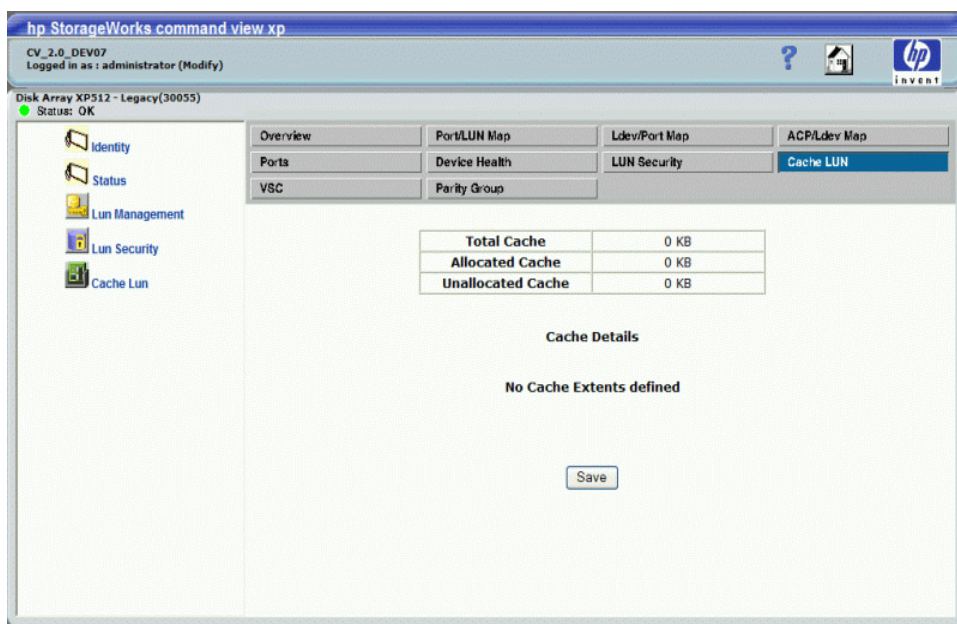 hp StorageWorks command view xp
CV_2.0_DEV07
Logged in as : administrator (Modify)
?
hp
invent
Disk Array XP512 - Legacy(30055)
Status: OK
Identity
Status
Lun Management
Lun Security
Cache Lun
Overview Port/LUN Map Ldev/Port Map ACP/Ldev Map
Ports Device Health LUN Security Cache LUN
VSC Parity Group
Total Cache 0 KB
Allocated Cache 0 KB
Unallocated Cache 0 KB
Cache Details
No Cache Extents defined
Save